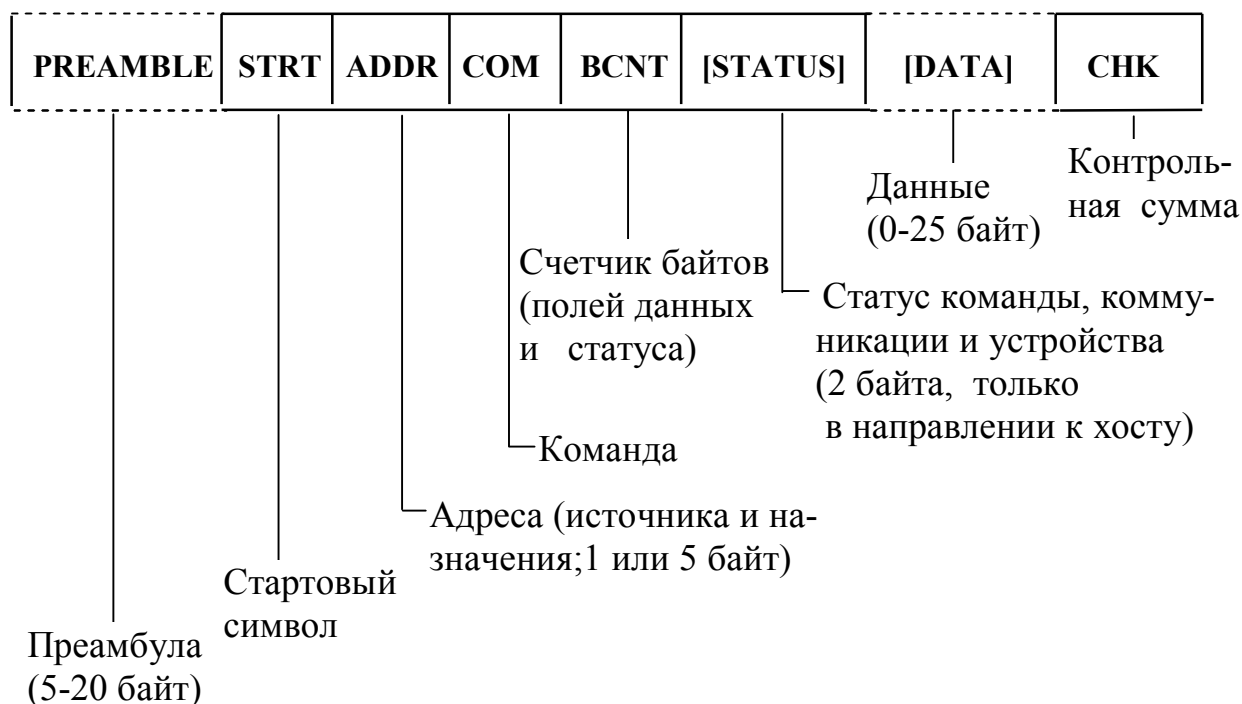 PREAMBLE STRT ADDR COM BCNT [STATUS] [DATA] CHK
Контроль-
ная сумма
Данные
(0-25 байт)
Счетчик байтов
(полей данных
и статуса)
Статус команды, комму-
никации и устройства
(2 байта, только
в направлении к хосту)
Команда
Адреса (источника и на-
значения;1 или 5 байт)
Стартовый
символ
Преамбула
(5-20 байт)